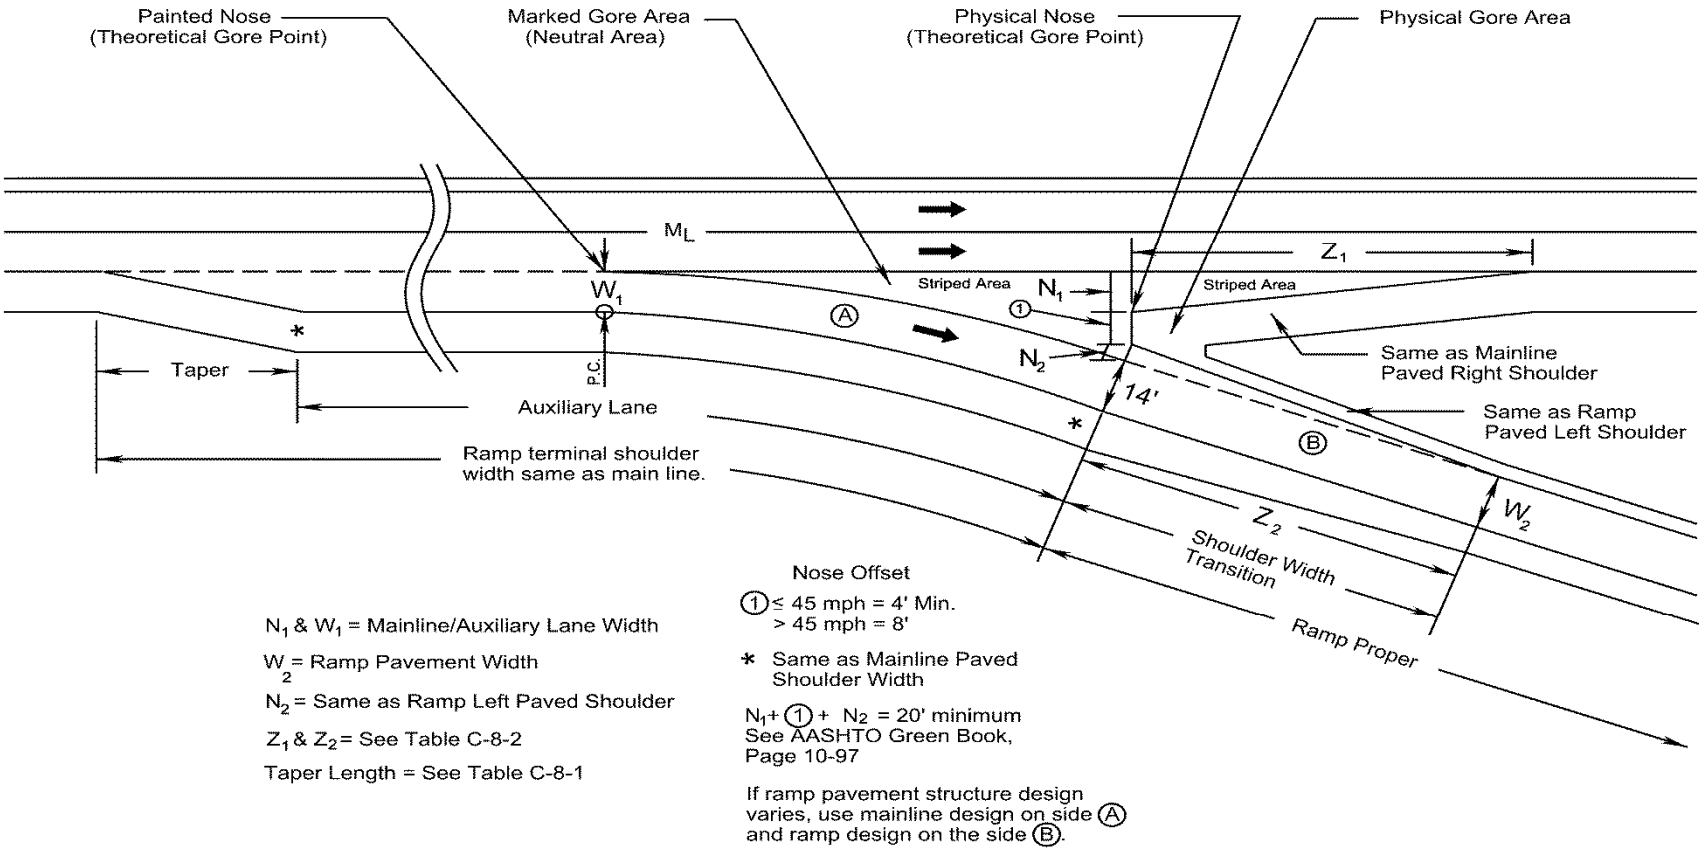 Painted Nose
(Theoretical Gore Point)
Marked Gore Area
(Neutral Area)
Physical Nose
(Theoretical Gore Point)
Physical Gore Area
ML
Z1
W1
Striped Area
N1
Striped Area
1
A
N2
P.C.
*
Taper
Auxiliary Lane
Ramp terminal shoulder
width same as main line.
14'
*
B
Same as Mainline
Paved Right Shoulder
Same as Ramp
Paved Left Shoulder
W2
Z2
Shoulder Width
Transition
Ramp Proper
N1 & W1 = Mainline/Auxiliary Lane Width
W2 = Ramp Pavement Width
N2 = Same as Ramp Left Paved Shoulder
Z1 & Z2 = See Table C-8-2
Taper Length = See Table C-8-1
Nose Offset
1 ≤ 45 mph = 4' Min.
> 45 mph = 8'
* Same as Mainline Paved
Shoulder Width
N1+ 1 + N2 = 20' minimum
See AASHTO Green Book,
Page 10-97
If ramp pavement structure design
varies, use mainline design on side A
and ramp design on the side B.